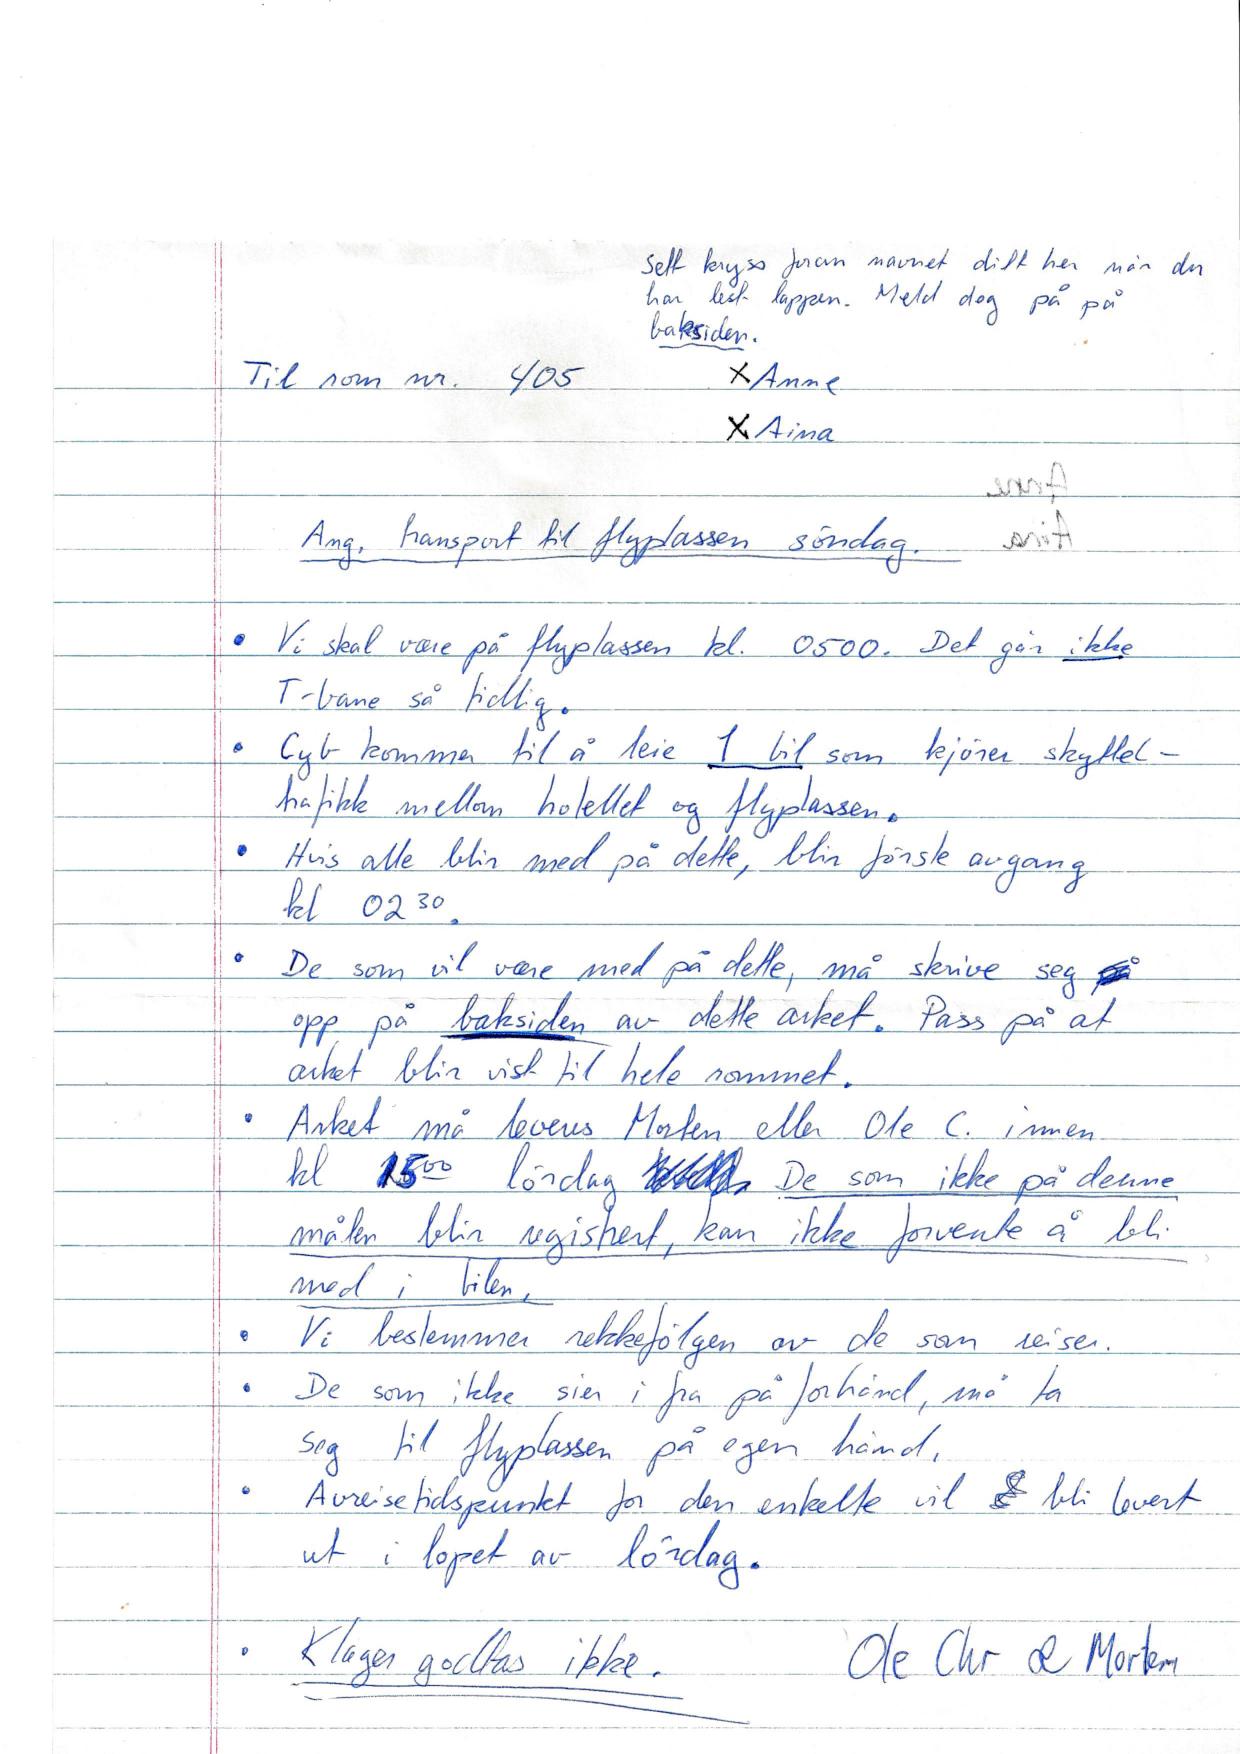 Sett kryss foran navnet ditt her når du
har lest lappen. Meld deg på på
baksiden.
Til rom nr. 405
X Anne
X Aina
Anne
Aina
Ang. transport til flyplassen söndag.
• Vi skal være på flyplassen kl. 0500. Det går ikke
T-bane så tidlig.
• Cyb kommer til å leie 1 bil som kjörer skyttel-
trafikk mellom hotellet og flyplassen.
• Hvis alle blir med på dette, blir förste avgang
kl 02 30.
• De som vil være med på dette, må skrive seg
opp på baksiden av dette arket. Pass på at
arket blir vist til hele rommet.
• Arket må leveres Morten eller Ole C. innen
kl 15 00 lördag. De som ikke på denne
måten blir registrert, kan ikke forvente å bli
med i bilen.
• Vi bestemmer rekkefölgen av de som reiser.
• De som ikke sier i fra på forhånd, må ta
seg til flyplassen på egen hånd.
• Avreisetidspunkt for den enkelte vil bli levert
ut i lopet av lördag.
• Klager godtas ikke.
Ole Chr & Morten